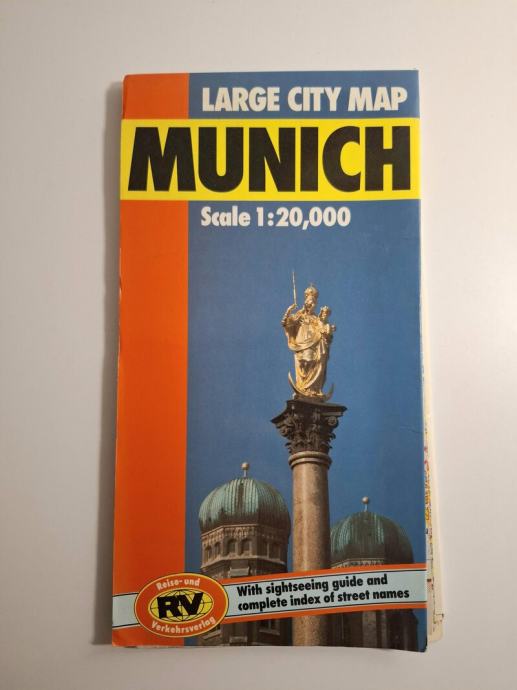 LARGE CITY MAP
MUNICH
Scale 1:20,000
Reise- und
RV
Verkehrsverlag
With sightseeing guide and
complete index of street names